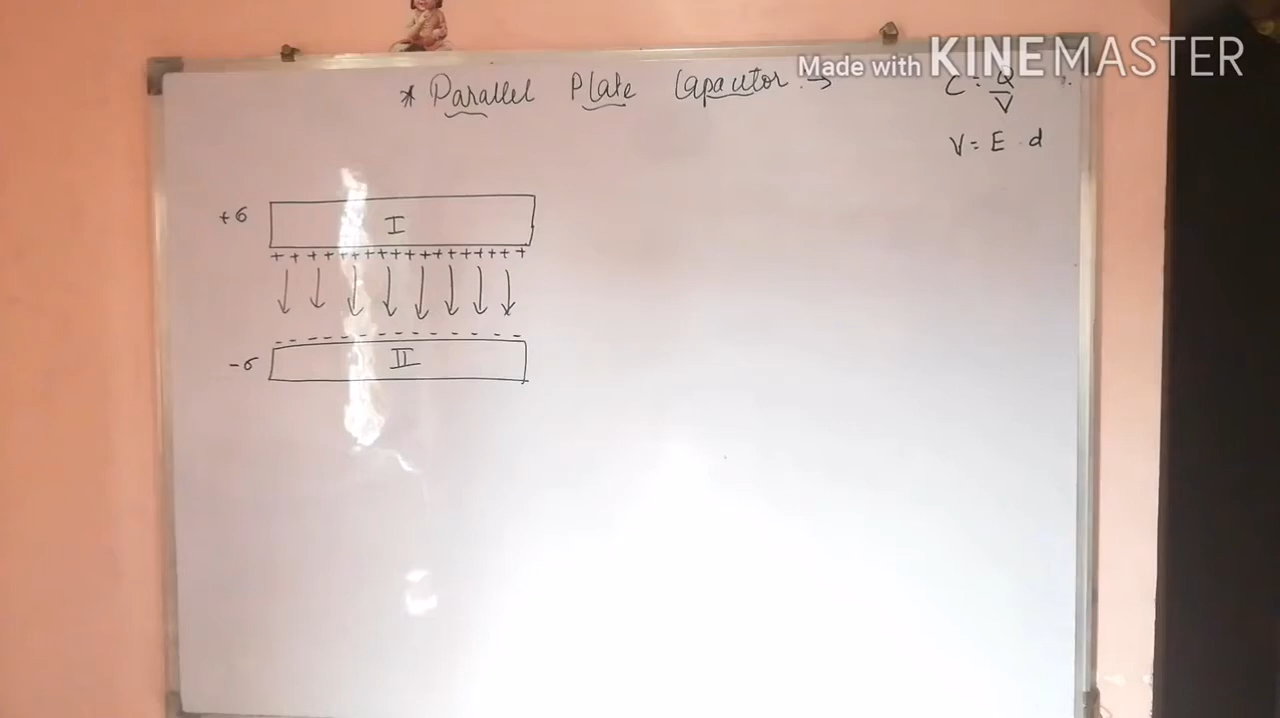 Made with KINEMASTER
* Parallel Plate Capacitor : →
C = Q/V
V = E . d
+σ
I
+ + + + + + + + + + + + + + + + +
- - - - - - - - - - - - -
-σ
II